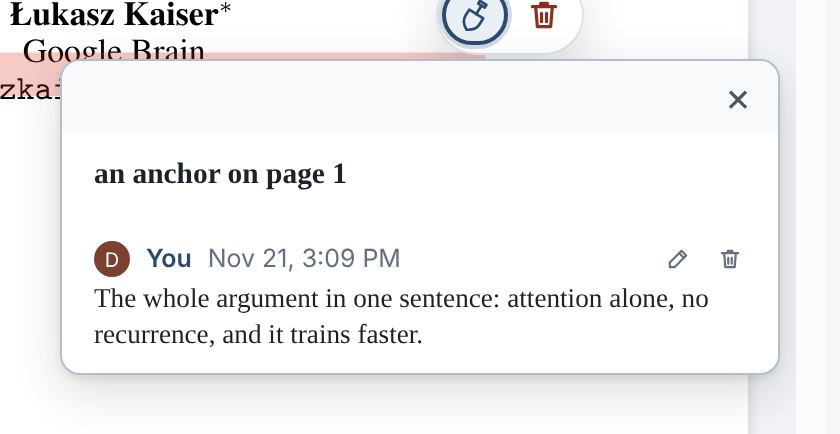 Łukasz Kaiser*
Google Brain
zkai
an anchor on page 1
D You Nov 21, 3:09 PM
The whole argument in one sentence: attention alone, no
recurrence, and it trains faster.